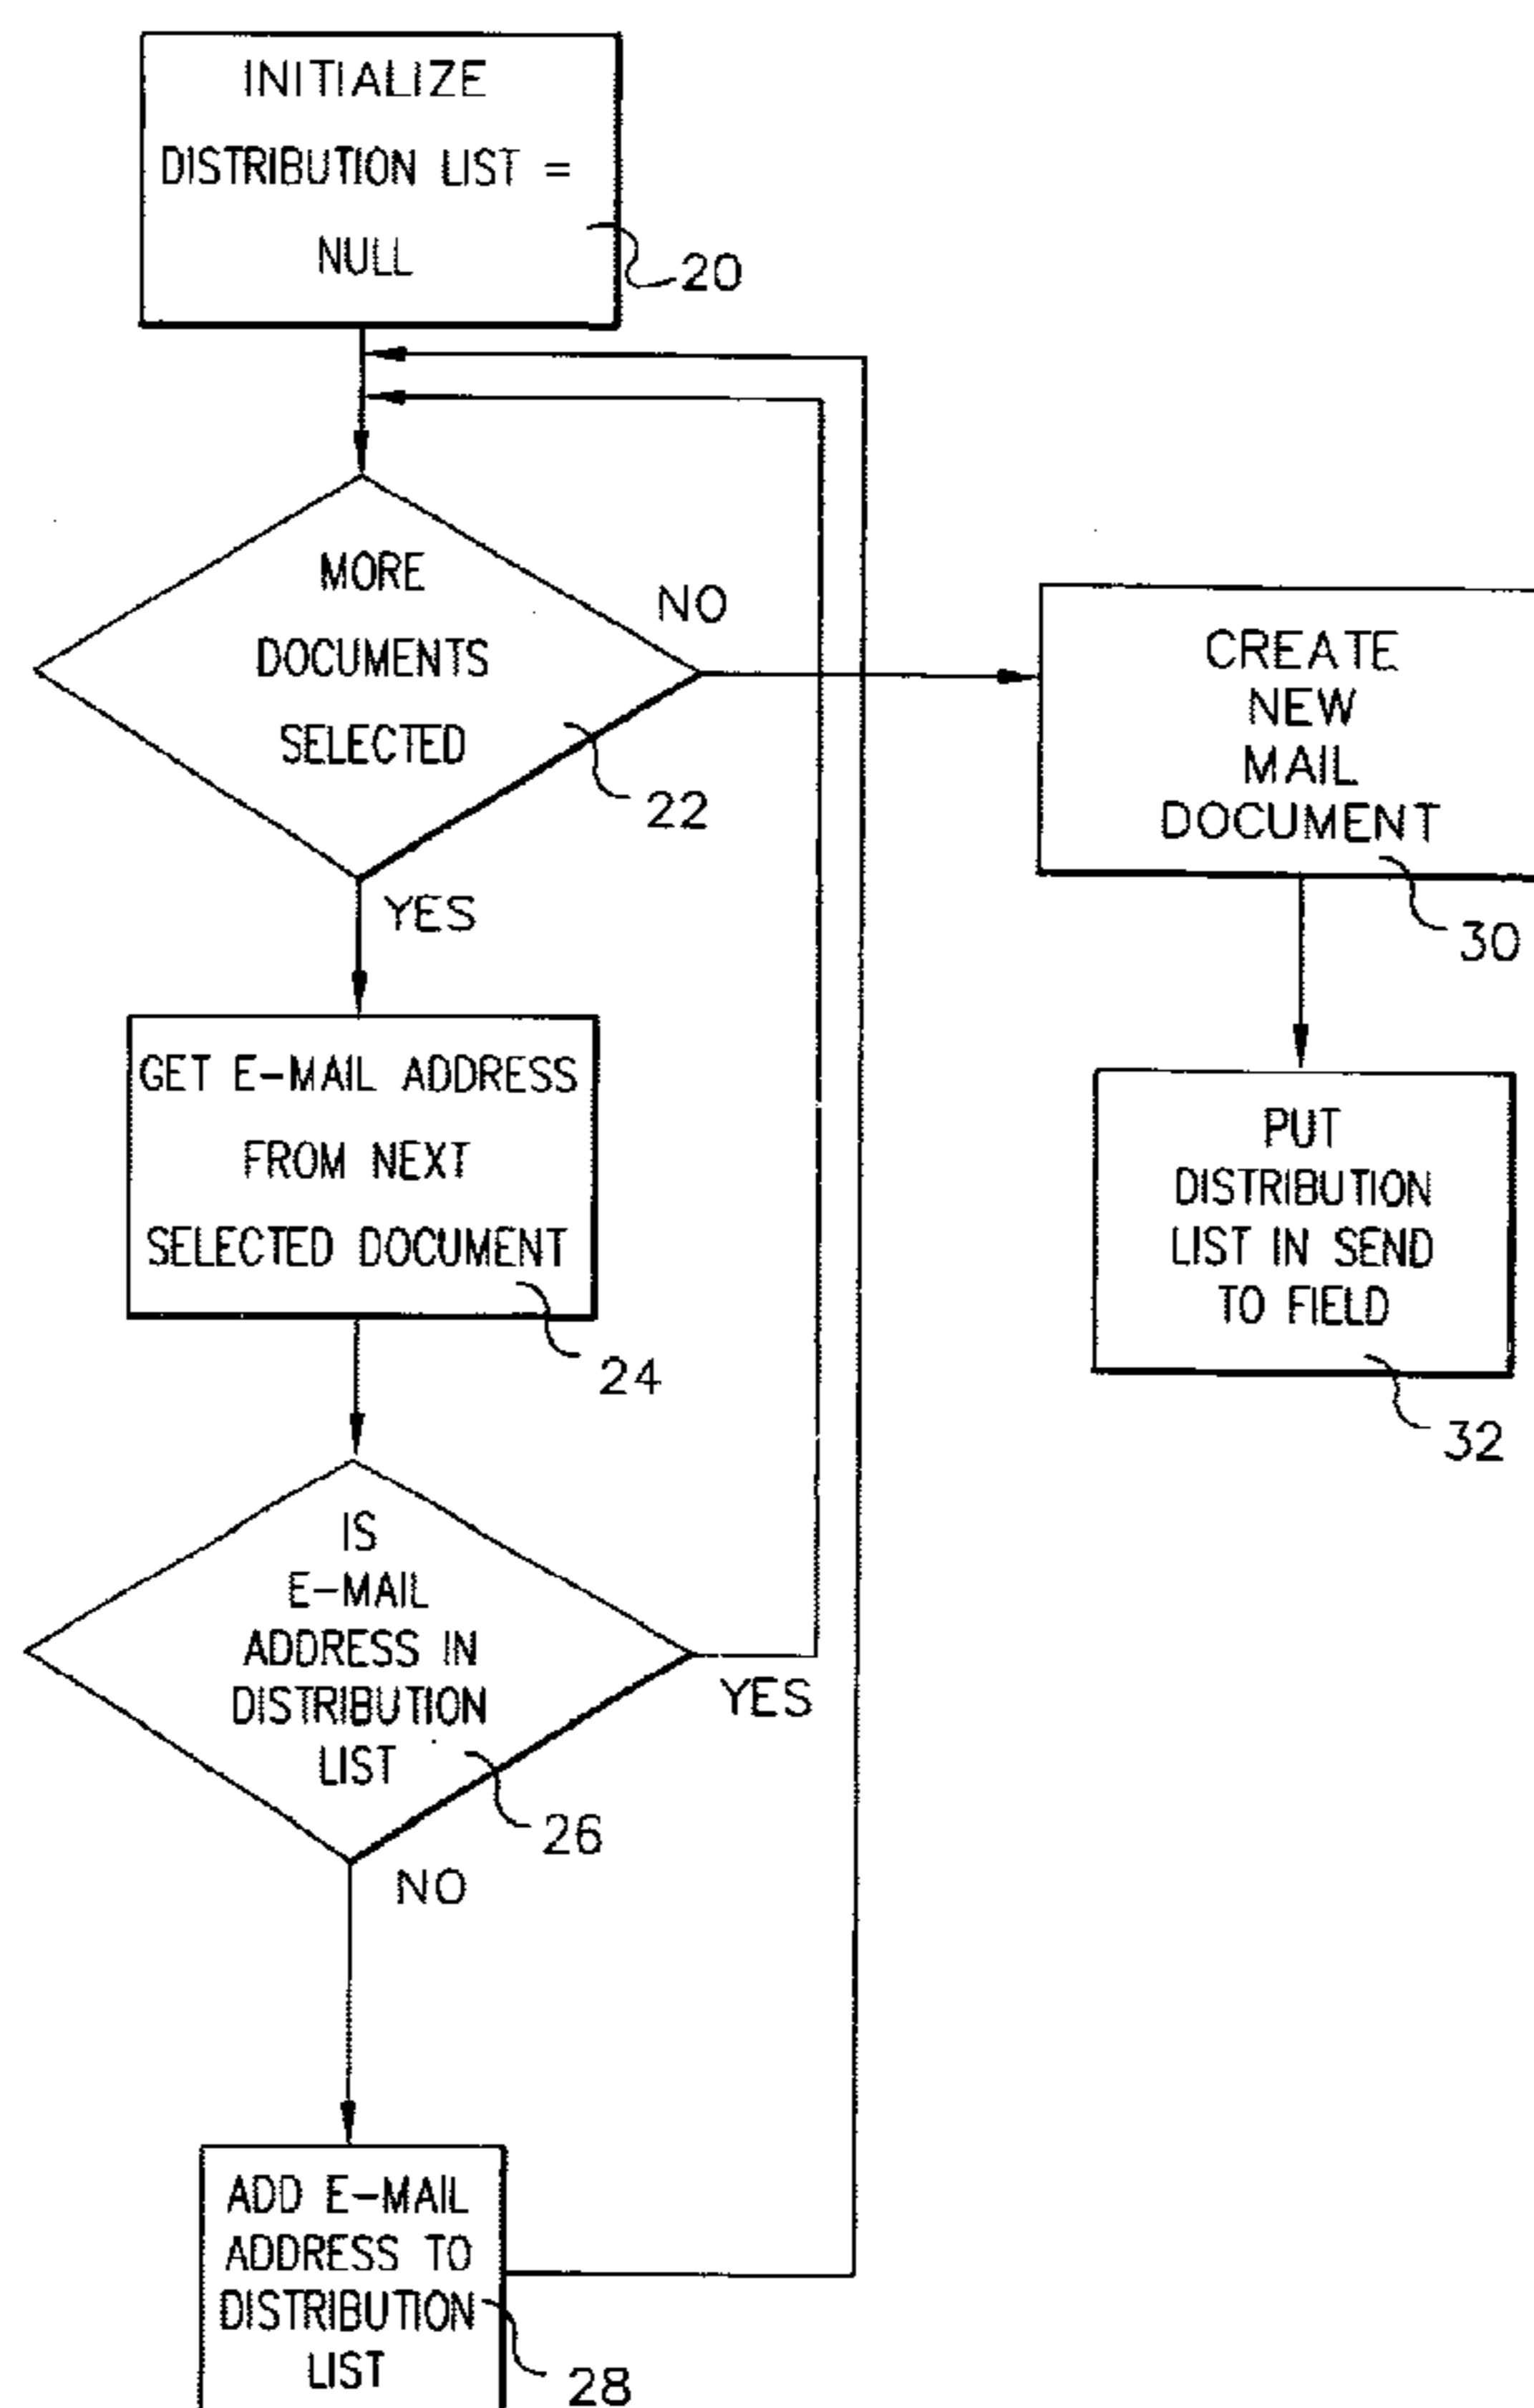 INITIALIZE
DISTRIBUTION LIST =
NULL
20
MORE
DOCUMENTS
SELECTED
22
NO
YES
CREATE
NEW
MAIL
DOCUMENT
30
GET E-MAIL ADDRESS
FROM NEXT
SELECTED DOCUMENT
24
PUT
DISTRIBUTION
LIST IN SEND
TO FIELD
32
IS
E-MAIL
ADDRESS IN
DISTRIBUTION
LIST
26
YES
NO
ADD E-MAIL
ADDRESS TO
DISTRIBUTION
LIST
28